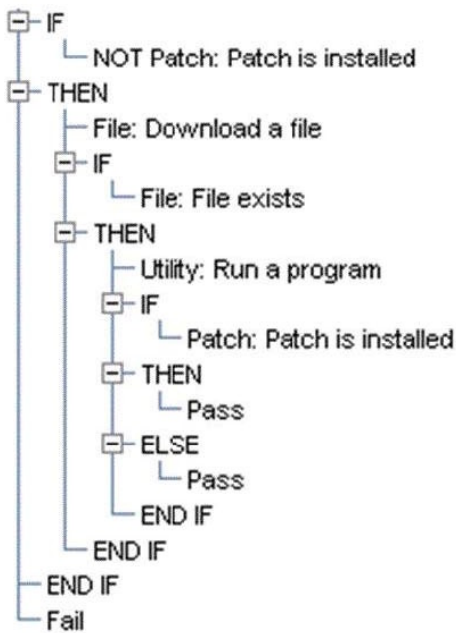 IF
NOT Patch: Patch is installed
THEN
File: Download a file
IF
File: File exists
THEN
Utility: Run a program
IF
Patch: Patch is installed
THEN
Pass
ELSE
Pass
END IF
END IF
END IF
Fail